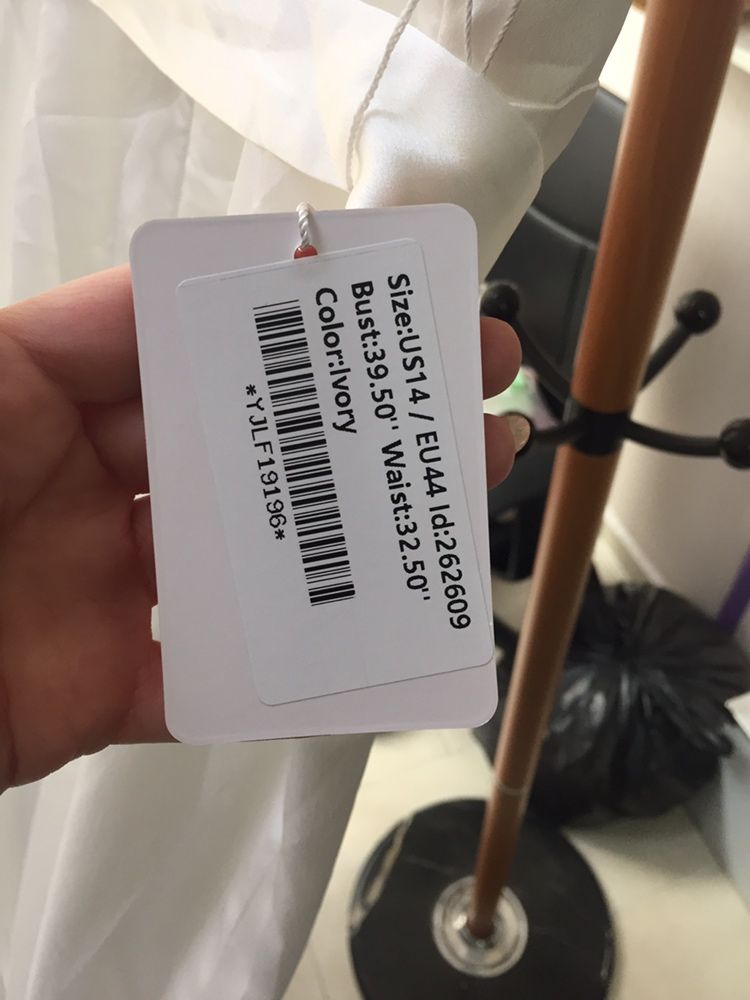 Size:US14 / EU44 Id:262609
Bust:39.50'' Waist:32.50''
Color:Ivory
*YJLF19196*